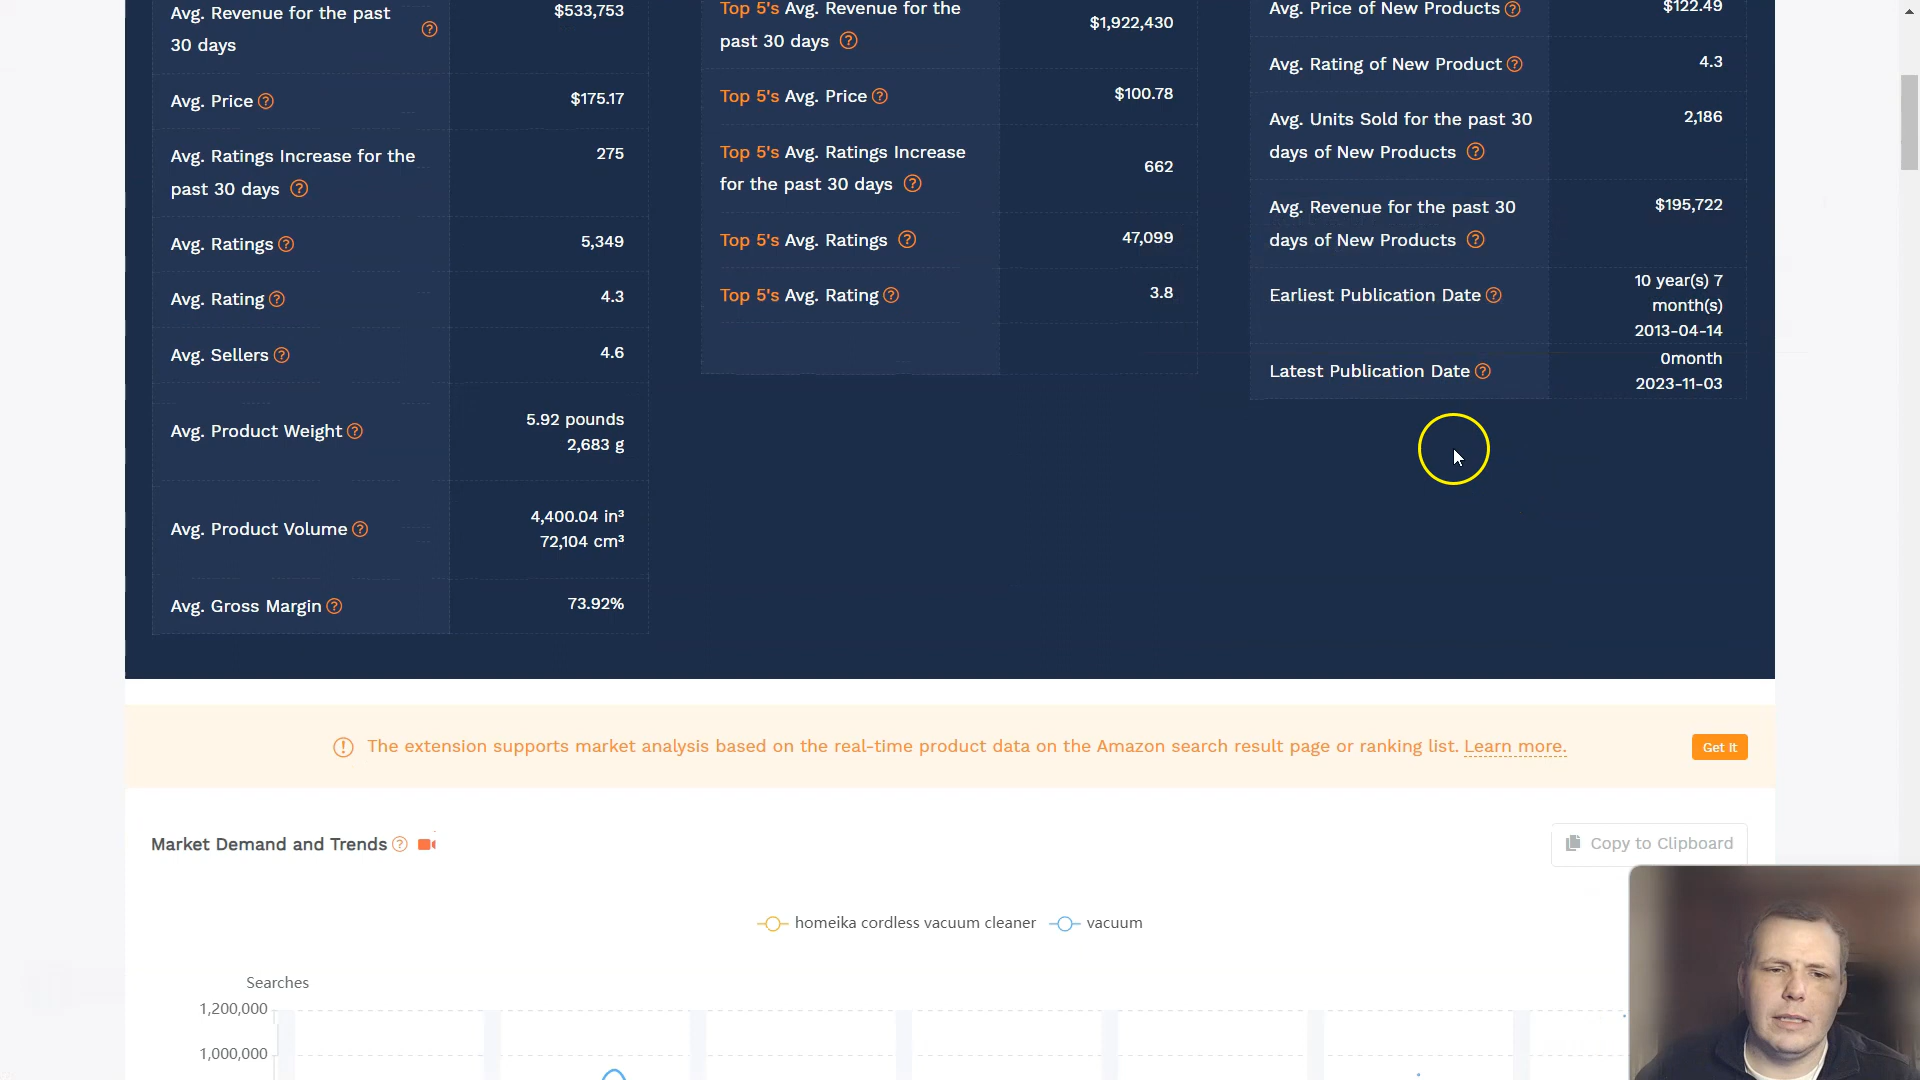 Avg. Revenue for the past
30 days
$533,753
Avg. Price
$175.17
Avg. Ratings Increase for the
past 30 days
275
Avg. Ratings
5,349
Avg. Rating
4.3
Avg. Sellers
4.6
Avg. Product Weight
5.92 pounds
2,683 g
Avg. Product Volume
4,400.04 in³
72,104 cm³
Avg. Gross Margin
73.92%
Top 5's Avg. Revenue for the
past 30 days
$1,922,430
Top 5's Avg. Price
$100.78
Top 5's Avg. Ratings Increase
for the past 30 days
662
Top 5's Avg. Ratings
47,099
Top 5's Avg. Rating
3.8
Avg. Price of New Products
$122.49
Avg. Rating of New Product
4.3
Avg. Units Sold for the past 30
days of New Products
2,186
Avg. Revenue for the past 30
days of New Products
$195,722
Earliest Publication Date
10 year(s) 7
month(s)
2013-04-14
Latest Publication Date
0month
2023-11-03
The extension supports market analysis based on the real-time product data on the Amazon search result page or ranking list. Learn more.
Get It
Market Demand and Trends
Copy to Clipboard
homeika cordless vacuum cleaner
vacuum
Searches
1,200,000
1,000,000